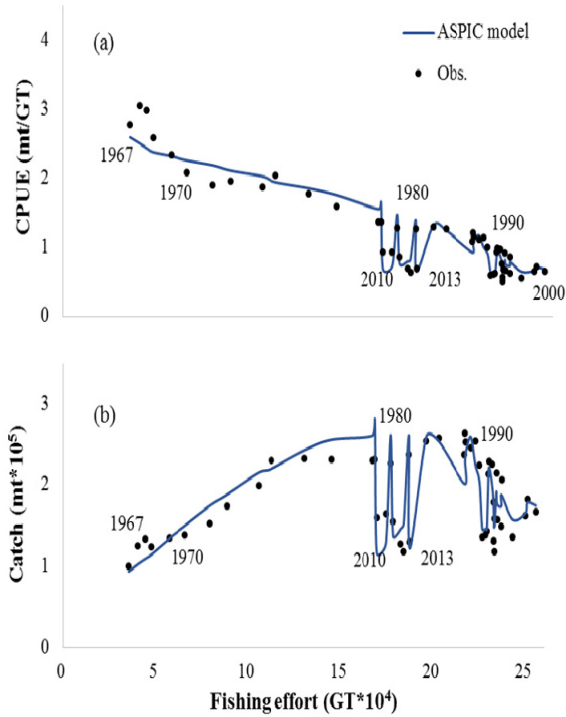 (a)
ASPIC model
Obs.
CPUE (mt/GT)
4
3
2
1
0
1967
1970
1980
1990
2010
2013
2000
(b)
Catch (mt*10⁵)
3
2
1
0
1967
1970
1980
1990
2010
2013
0 5 10 15 20 25
Fishing effort (GT*10⁴)